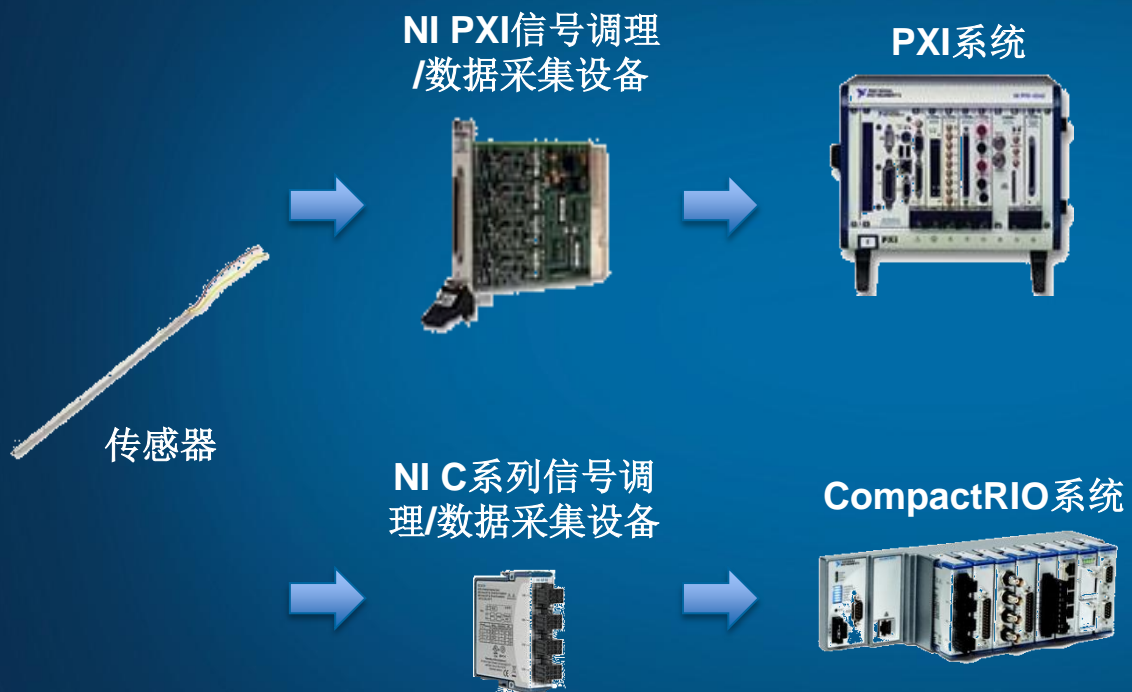 NI PXI信号调理
/数据采集设备
PXI系统
PXI
传感器
NI C系列信号调
理/数据采集设备
CompactRIO系统